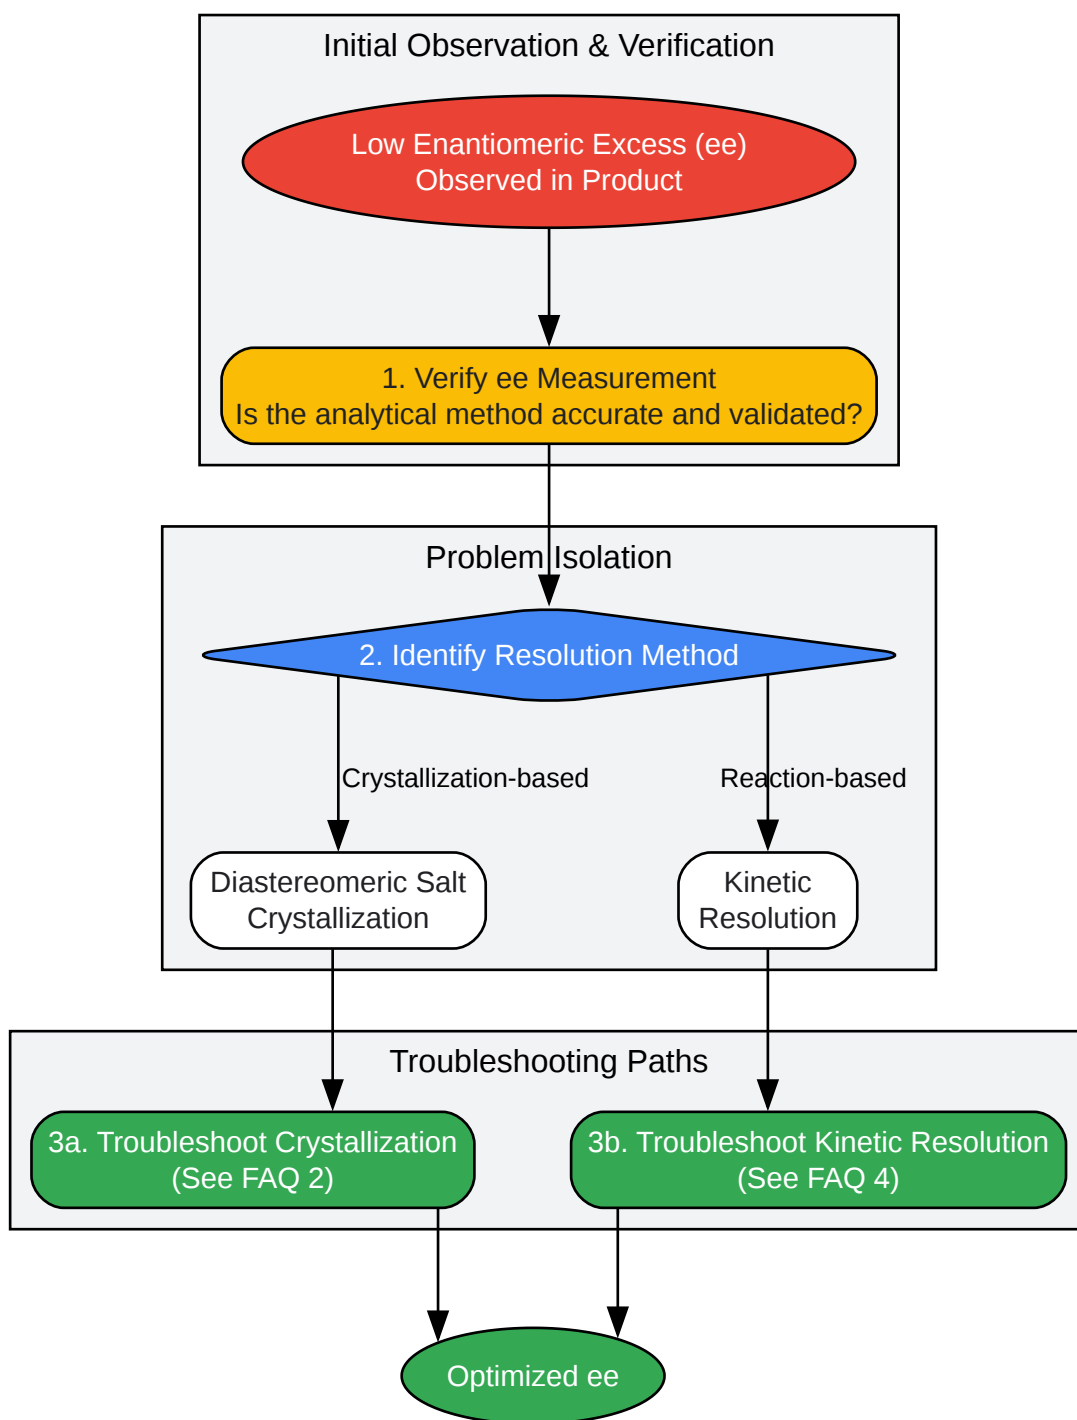 Initial Observation & Verification
Low Enantiomeric Excess (ee)
Observed in Product
1. Verify ee Measurement
Is the analytical method accurate and validated?
Problem Isolation
2. Identify Resolution Method
Crystallization-based
Reaction-based
Diastereomeric Salt
Crystallization
Kinetic
Resolution
Troubleshooting Paths
3a. Troubleshoot Crystallization
(See FAQ 2)
3b. Troubleshoot Kinetic Resolution
(See FAQ 4)
Optimized ee